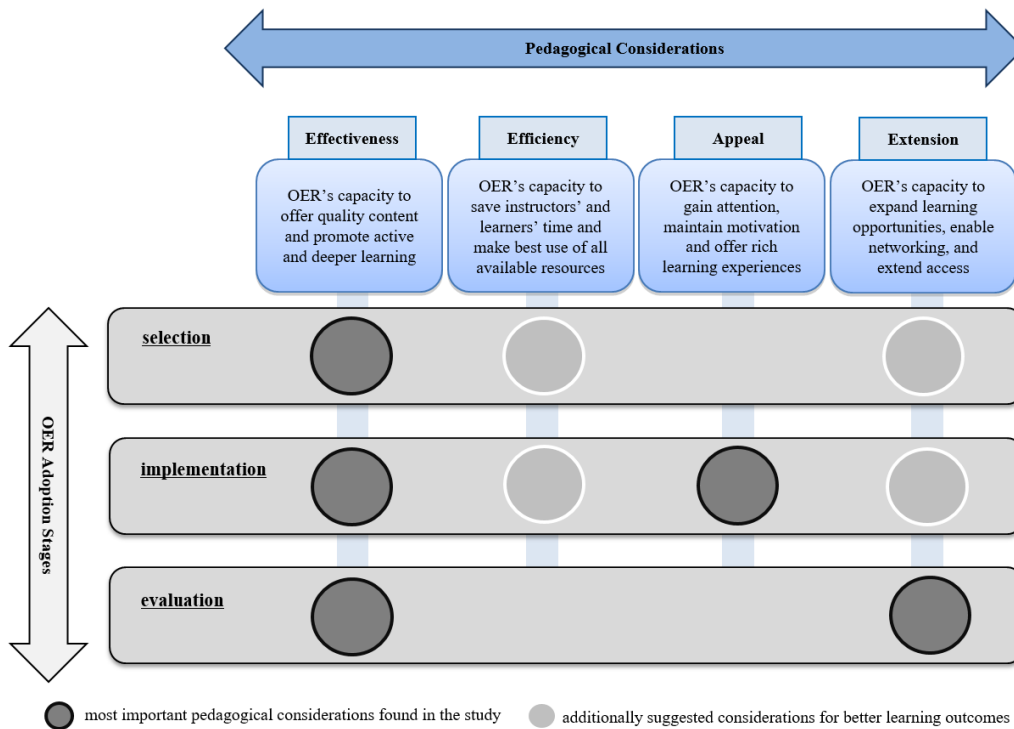 Pedagogical Considerations
Effectiveness
OER’s capacity to
offer quality content
and promote active
and deeper learning
Efficiency
OER’s capacity to
save instructors’ and
learners’ time and
make best use of all
available resources
Appeal
OER’s capacity to
gain attention,
maintain motivation
and offer rich
learning experiences
Extension
OER’s capacity to
expand learning
opportunities, enable
networking, and
extend access
OER Adoption Stages
selection
implementation
evaluation
most important pedagogical considerations found in the study
additionally suggested considerations for better learning outcomes